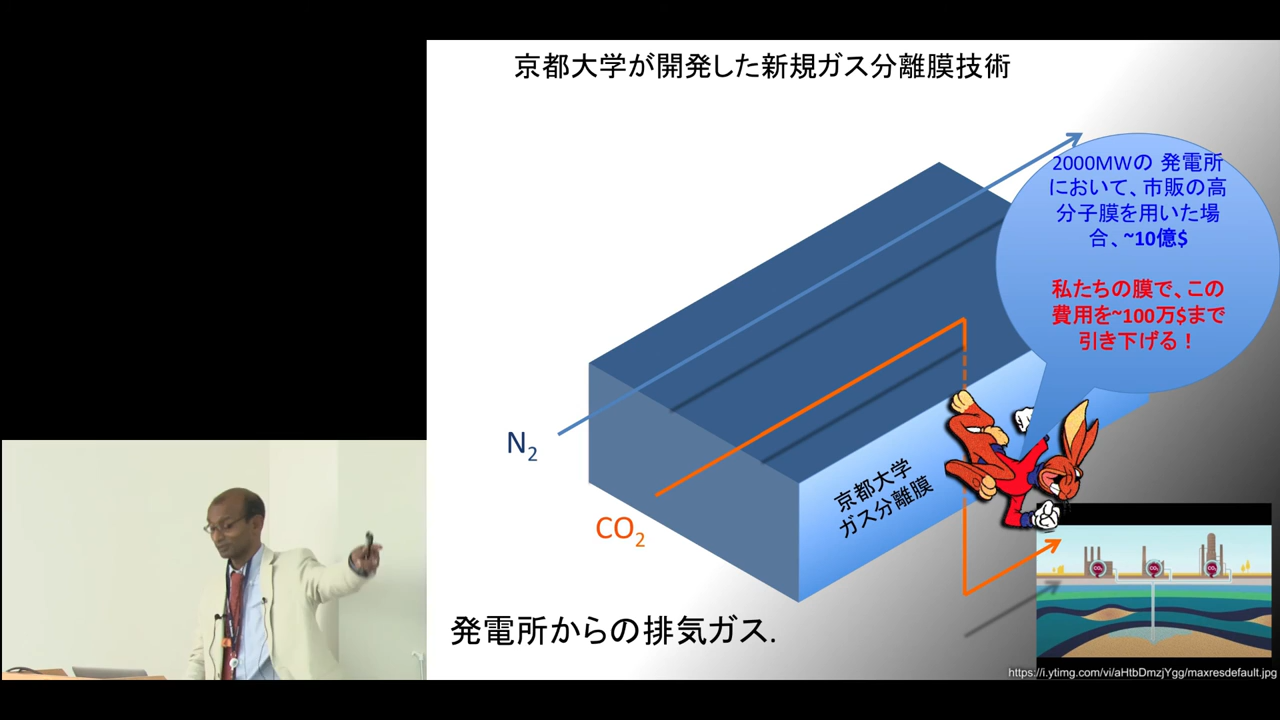 京都大学が開発した新規ガス分離膜技術
2000MWの 発電所
において、市販の高
分子膜を用いた場
合、~10億$
私たちの膜で、この
費用を~100万$まで
引き下げる！
N2
CO2
京都大学
ガス分離膜
CO2
CO2
CO2
発電所からの排気ガス.
https://i.ytimg.com/vi/aHtbDmzjYgg/maxresdefault.jpg